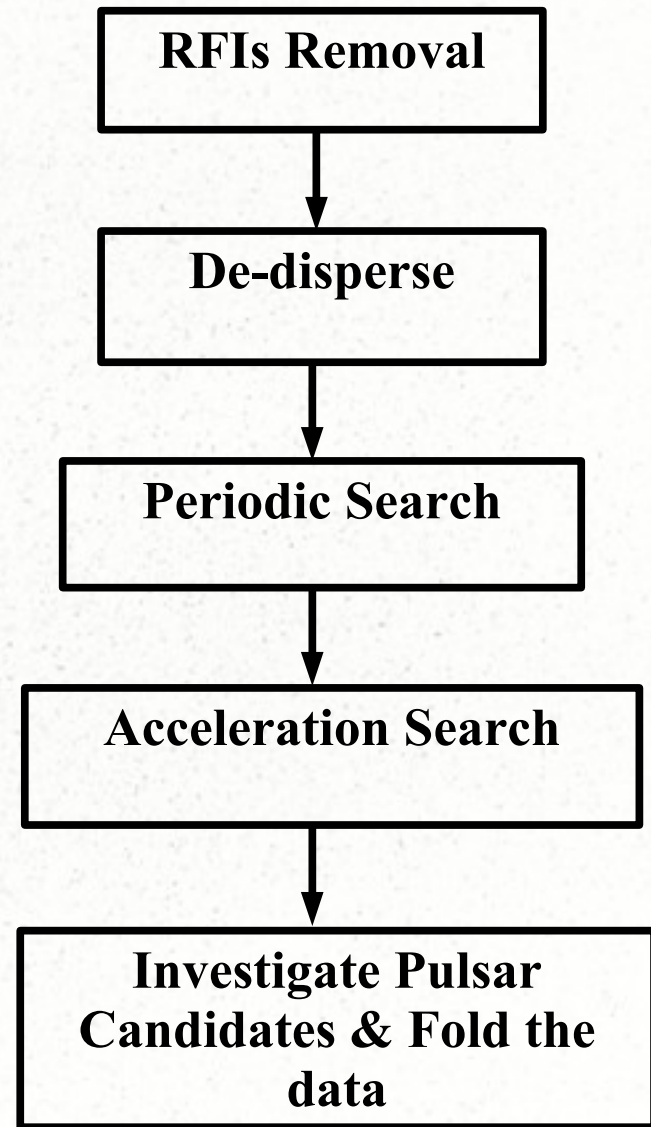 RFIs Removal
De-disperse
Periodic Search
Acceleration Search
Investigate Pulsar
Candidates & Fold the
data